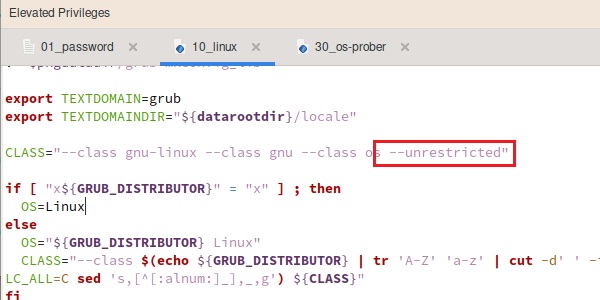 Elevated Privileges
01_password × 10_linux × 30_os-prober ×
export TEXTDOMAIN=grub
export TEXTDOMAINDIR="${datarootdir}/locale"
CLASS="--class gnu-linux --class gnu --class os --unrestricted"
if [ "x${GRUB_DISTRIBUTOR}" = "x" ] ; then
OS=Linux
else
OS="${GRUB_DISTRIBUTOR} Linux"
CLASS="--class $(echo ${GRUB_DISTRIBUTOR} | tr 'A-Z' 'a-z' | cut -d' ' -
LC_ALL=C sed 's,[^[:alnum:]_],_,g') ${CLASS}"
fi